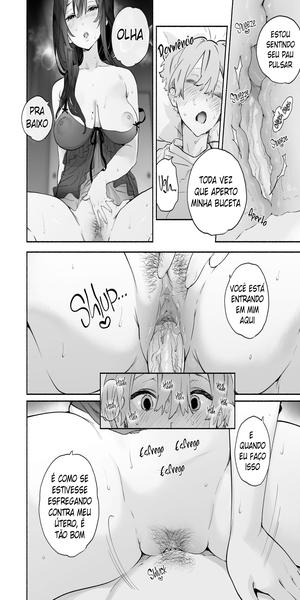 ESTOU
SENTINDO
SEU PAU
PULSAR
Squeeze
Squeeze
Squeeze
Aperto
Dormência
TODA VEZ
QUE APERTO
MINHA BUCETA
OLHA
PRA
BAIXO
VOCÊ ESTÁ
ENTRANDO
EM MIM
AQUI
Shlup...
E
QUANDO
EU FAÇO
ISSO
Esfrego
Esfrego
Esfrego
É COMO SE
ESTIVESSE
ESFREGANDO
CONTRA MEU
ÚTERO, É
TÃO BOM